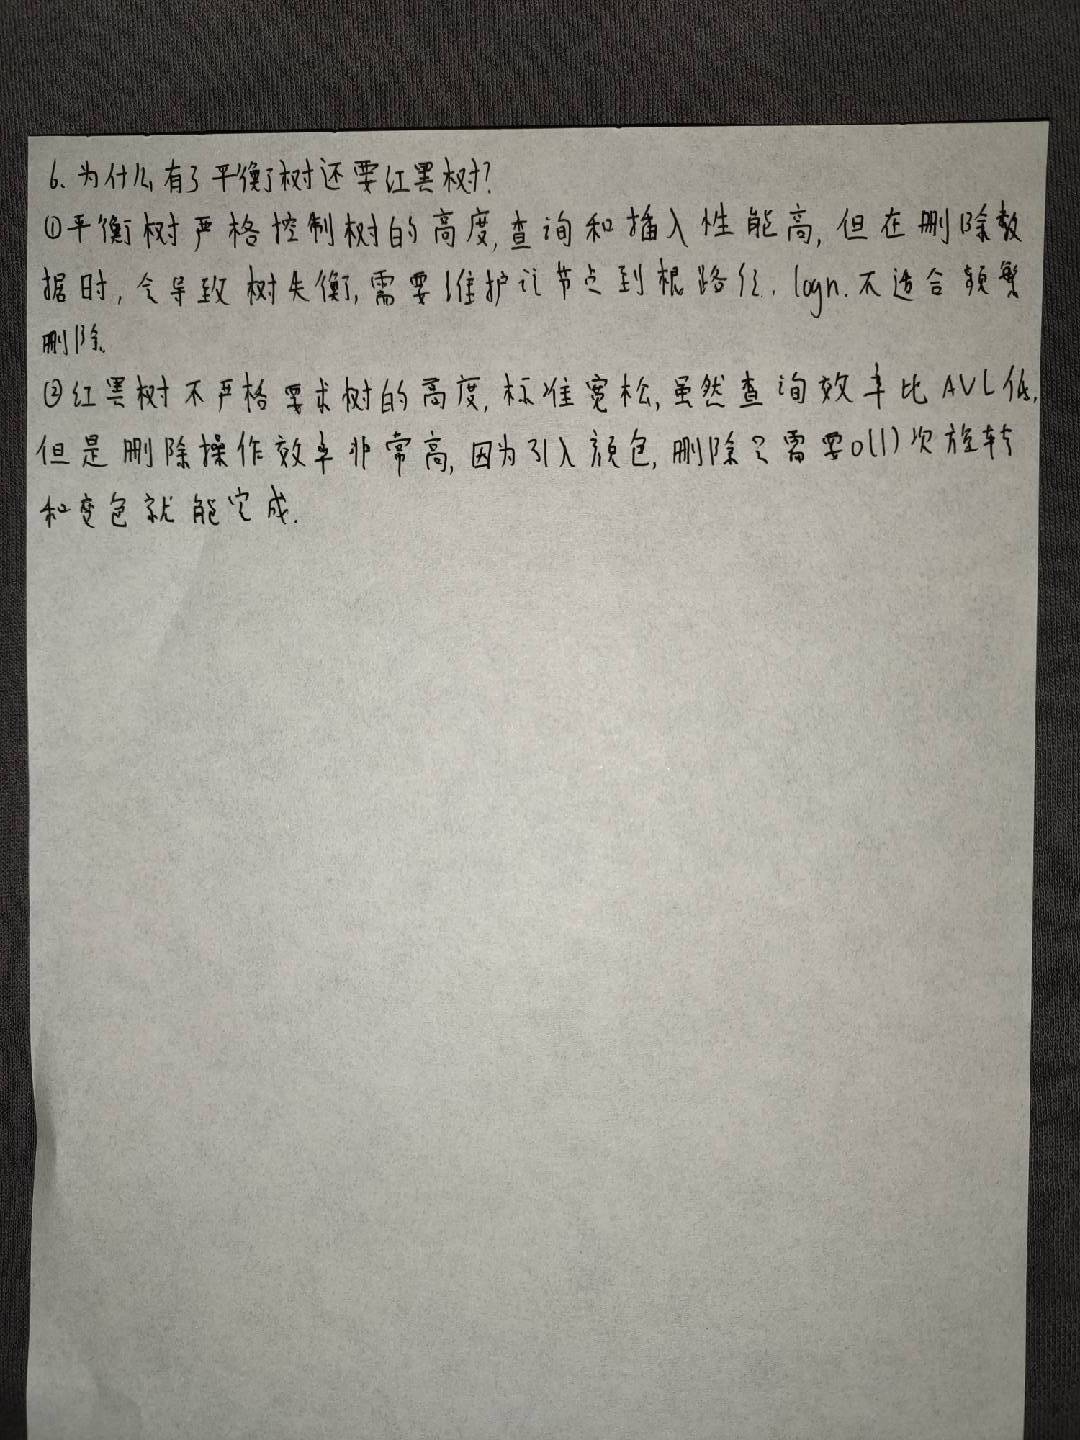 6、为什么有了平衡树还要红黑树?
①平衡树严格控制树的高度,查询和插入性能高,但在删除数
据时,会导致树失衡,需要维护让节点到根路径.logn.不适合频繁
删除.
②红黑树不严格要求树的高度,标准宽松,虽然查询效率比AVL低,
但是删除操作效率非常高,因为引入颜色,删除只需要o(1)次旋转
和变色就能完成.